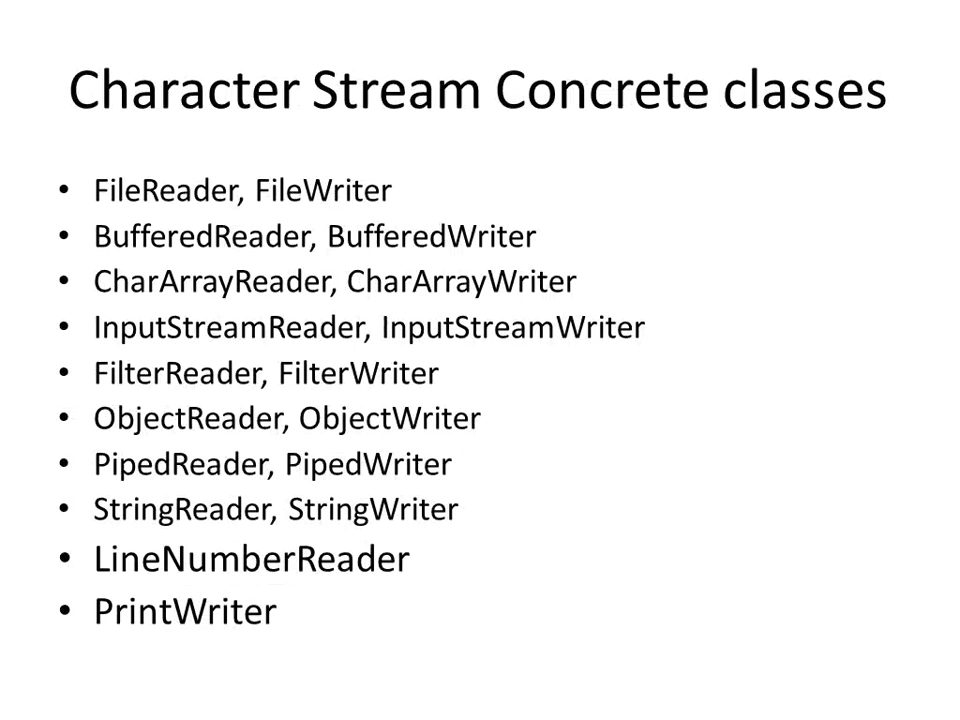 Character Stream Concrete classes
• FileReader, FileWriter
• BufferedReader, BufferedWriter
• CharArrayReader, CharArrayWriter
• InputStreamReader, InputStreamWriter
• FilterReader, FilterWriter
• ObjectReader, ObjectWriter
• PipedReader, PipedWriter
• StringReader, StringWriter
• LineNumberReader
• PrintWriter